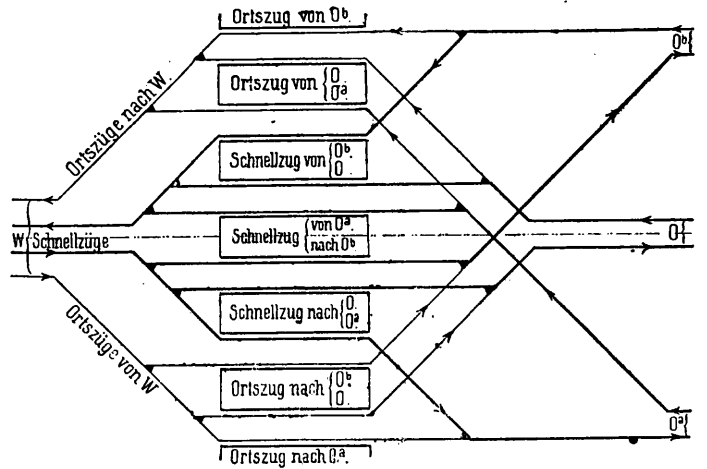 Ortszug von Oᵇ.
Oᵇ{
Ortszug von {O.
Oᵃ.
Ortszüge nach W.
Schnellzug von {Oᵇ.
O.
W{ Schnellzüge
Schnellzug {von Oᵃ.
nach Oᵇ.
O{
Schnellzug nach {O.
Oᵃ.
Ortszüge von W
Ortszug nach {Oᵇ.
O.
Oᵃ{
Ortszug nach Oᵃ.